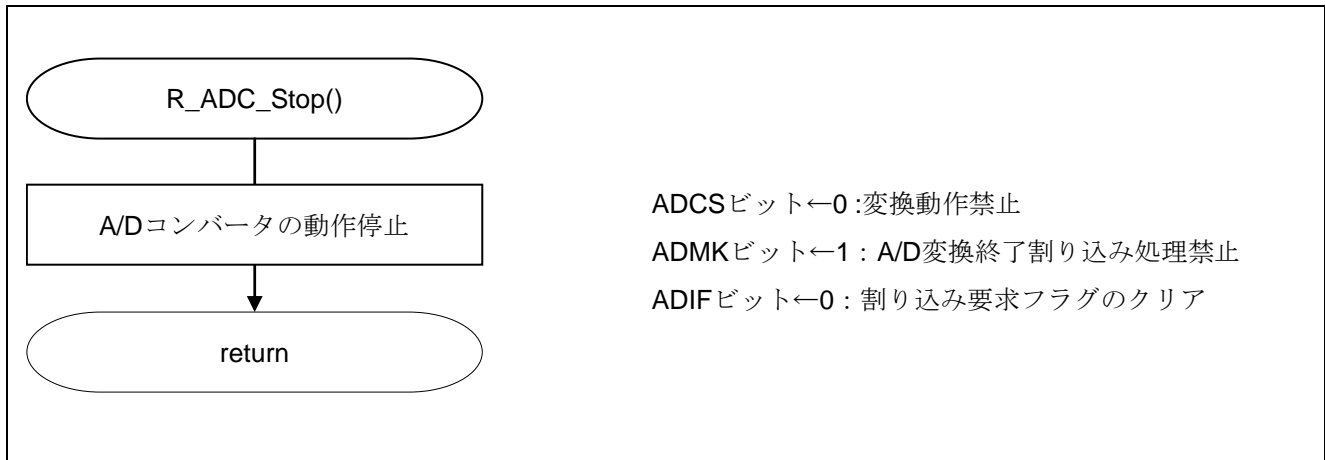 R_ADC_Stop()
A/Dコンバータの動作停止
return
ADCSビット←0 :変換動作禁止
ADMKビット←1：A/D変換終了割り込み処理禁止
ADIFビット←0：割り込み要求フラグのクリア